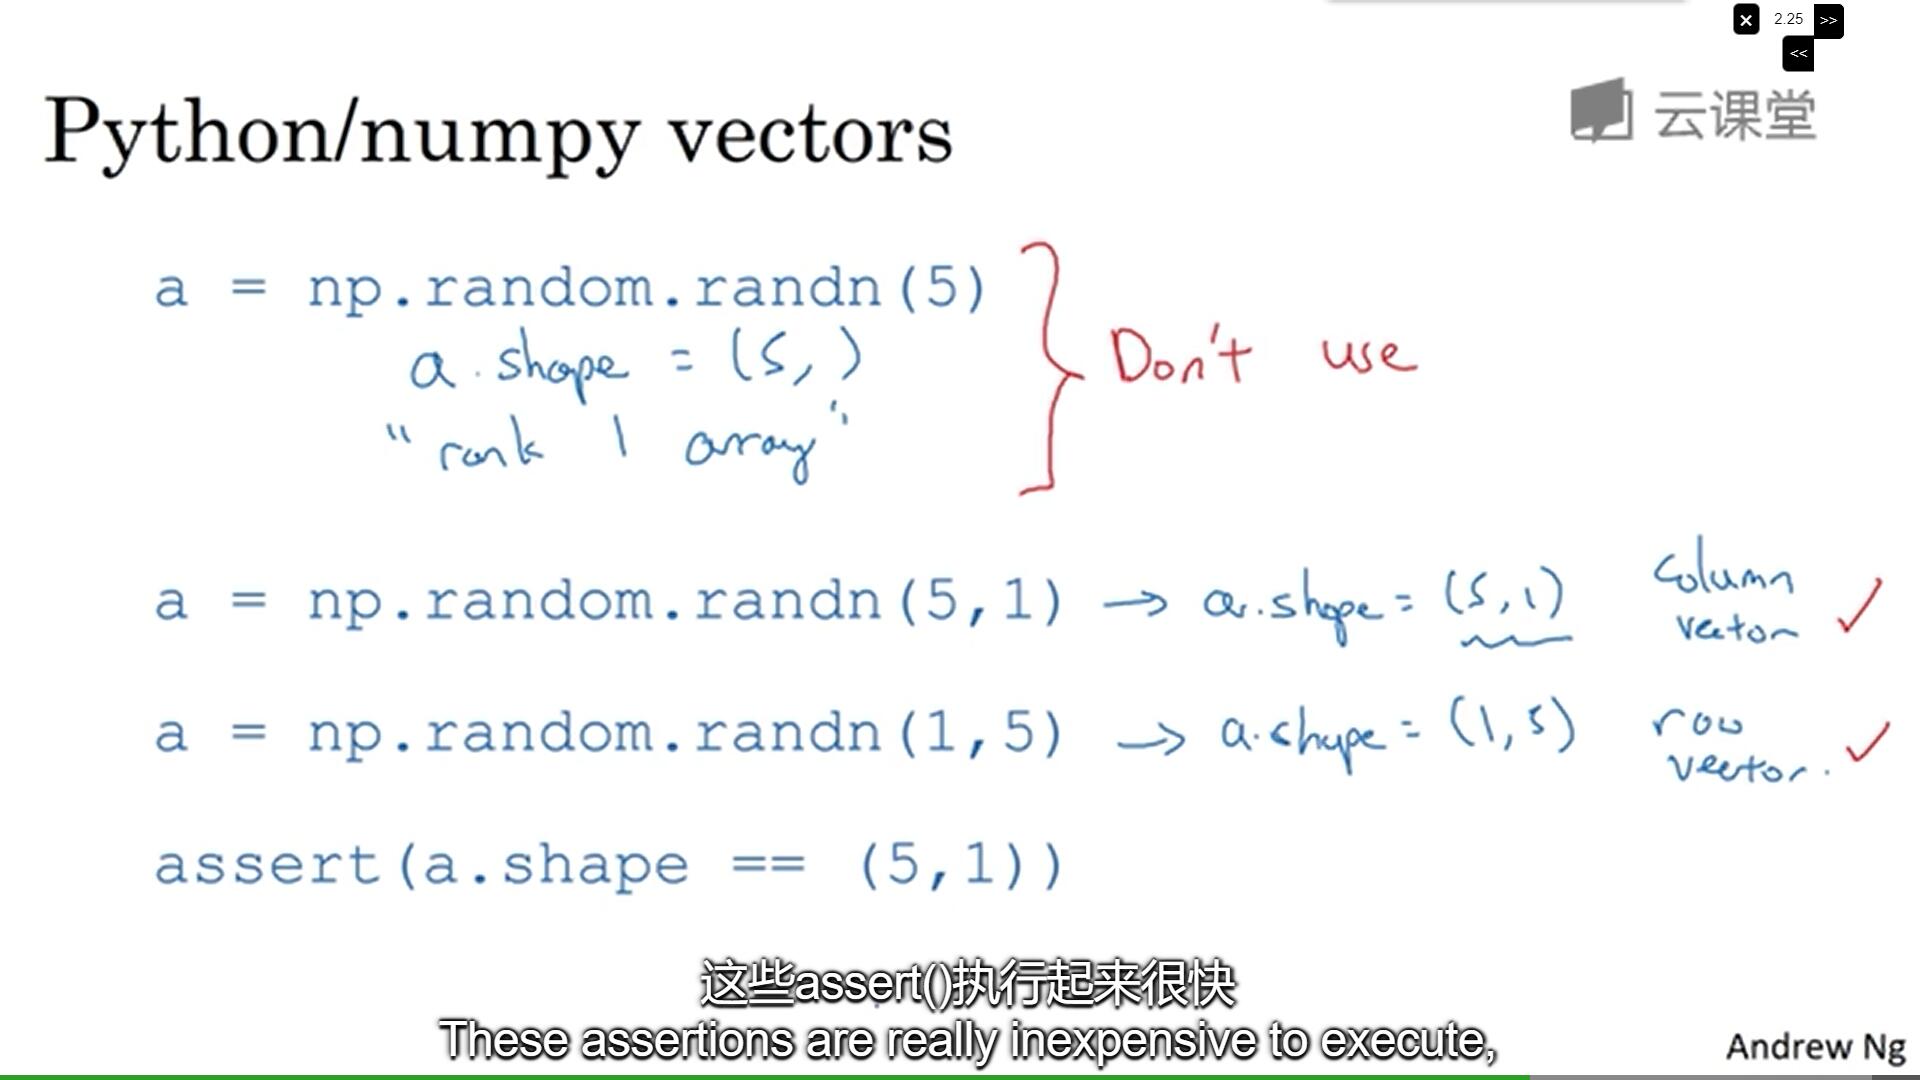 2.25 >>
<<
云课堂
Python/numpy vectors
a = np.random.randn(5)
a.shape = (5,)
"rank 1 array"
Don't use
a = np.random.randn(5,1) → a.shape = (5,1) column vector ✓
a = np.random.randn(1,5) → a.shape = (1,5) row vector. ✓
assert(a.shape == (5,1))
这些assert()执行起来很快
These assertions are really inexpensive to execute,
Andrew Ng